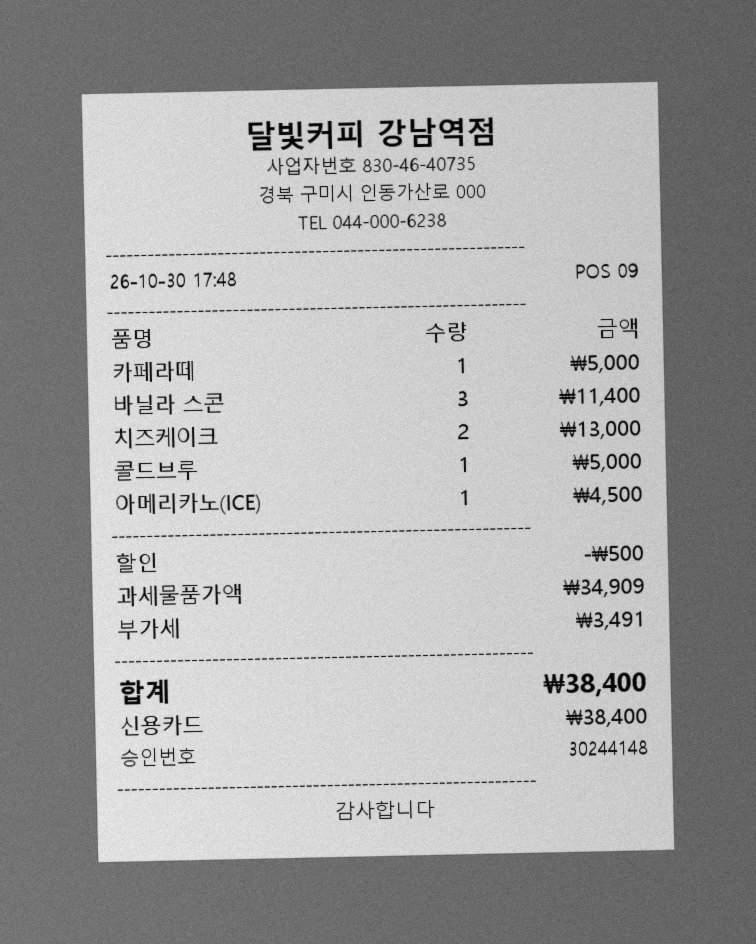 달빛커피 강남역점
사업자번호 830-46-40735
경북 구미시 인동가산로 000
TEL 044-000-6238
26-10-30 17:48 POS 09
품명 수량 금액
카페라떼 1 ₩5,000
바닐라 스콘 3 ₩11,400
치즈케이크 2 ₩13,000
콜드브루 1 ₩5,000
아메리카노(ICE) 1 ₩4,500
할인 -₩500
과세물품가액 ₩34,909
부가세 ₩3,491
합계 ₩38,400
신용카드 ₩38,400
승인번호 30244148
감사합니다